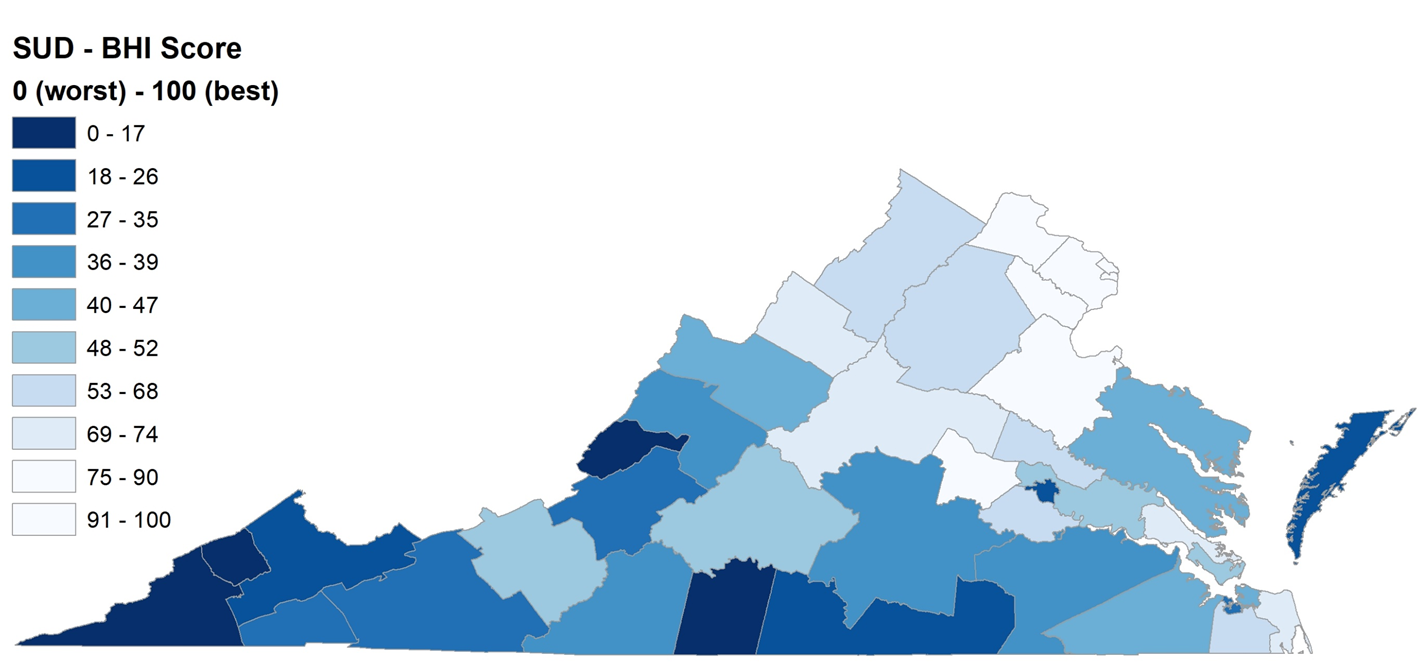 SUD - BHI Score
0 (worst) - 100 (best)
0 - 17
18 - 26
27 - 35
36 - 39
40 - 47
48 - 52
53 - 68
69 - 74
75 - 90
91 - 100